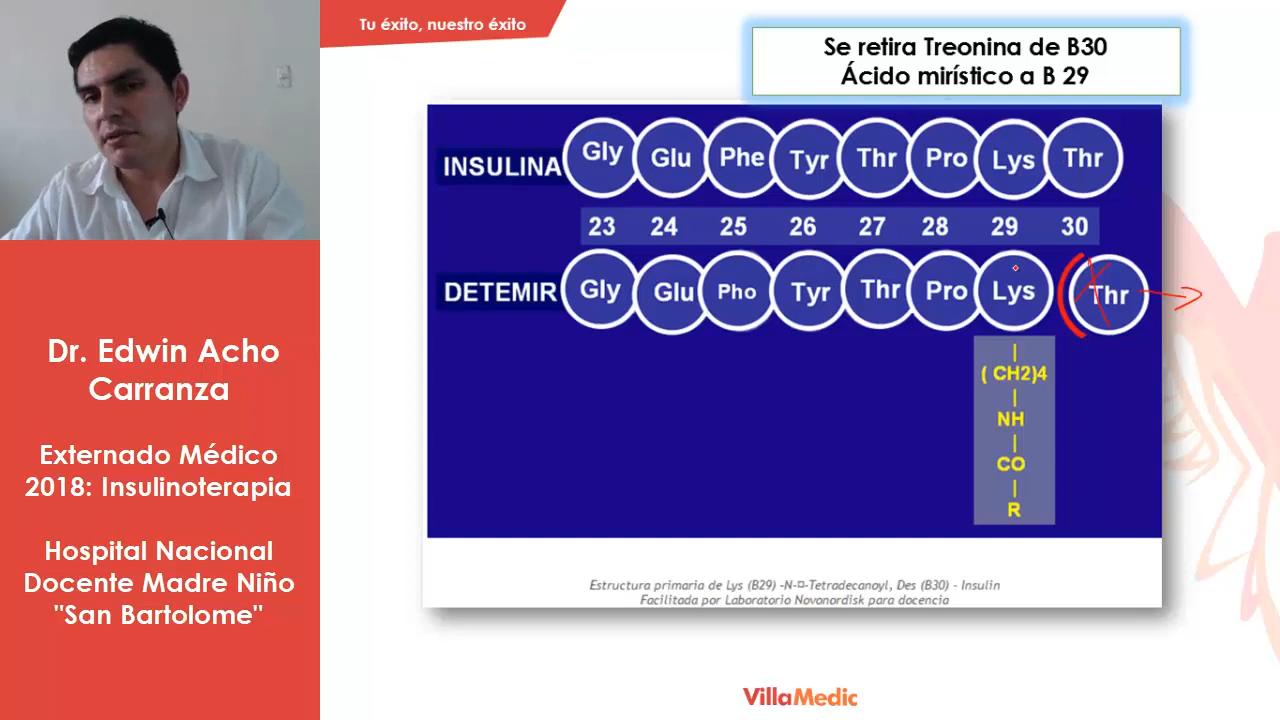 Tu éxito, nuestro éxito
Se retira Treonina de B30
Ácido mirístico a B 29
INSULINA Gly Glu Phe Tyr Thr Pro Lys Thr
23 24 25 26 27 28 29 30
DETEMIR Gly Glu Pho Tyr Thr Pro Lys Thr
( CH2)4
NH
CO
R
Estructura primaria de Lys (B29) -N-¤-Tetradecanoyl, Des (B30) - Insulin
Facilitada por Laboratorio Novonordisk para docencia
Dr. Edwin Acho
Carranza
Externado Médico
2018: Insulinoterapia
Hospital Nacional
Docente Madre Niño
"San Bartolome"
VillaMedic